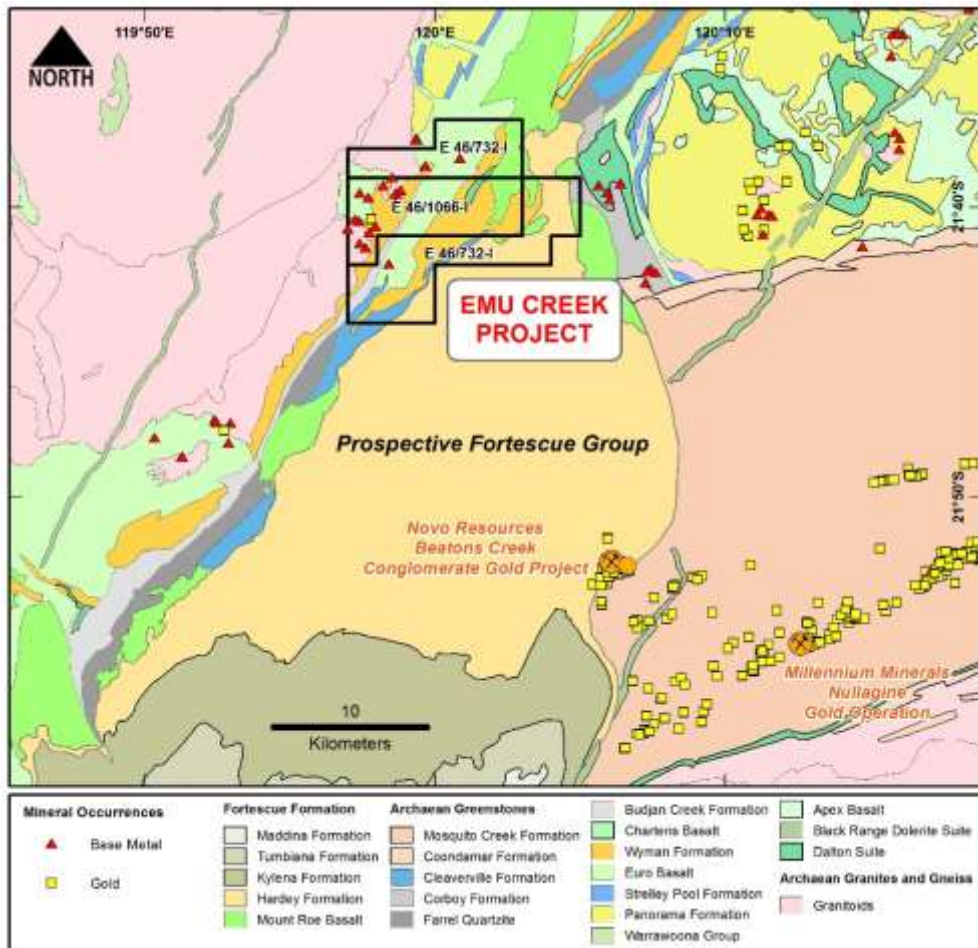 119°50'E
120°E
120°10'E
NORTH
E 46/732-I
E 46/1066-I
E 46/732-I
21°40'S
EMU CREEK
PROJECT
Prospective Fortescue Group
21°50'S
Novo Resources
Beatons Creek
Conglomerate Gold Project
Millennium Minerals
Nullagine
Gold Operation
10
Kilometers
Mineral Occurrences
Base Metal
Gold
Fortescue Formation
Maddina Formation
Tumbiana Formation
Kylena Formation
Hardey Formation
Mount Roe Basalt
Archaean Greenstones
Mosquito Creek Formation
Coondamar Formation
Cleaverville Formation
Corboy Formation
Farrel Quartzite
Budjan Creek Formation
Charteris Basalt
Wyman Formation
Euro Basalt
Strelley Pool Formation
Panorama Formation
Warrawoona Group
Apex Basalt
Black Range Dolerite Suite
Dalton Suite
Archaean Granites and Gneiss
Granitoids